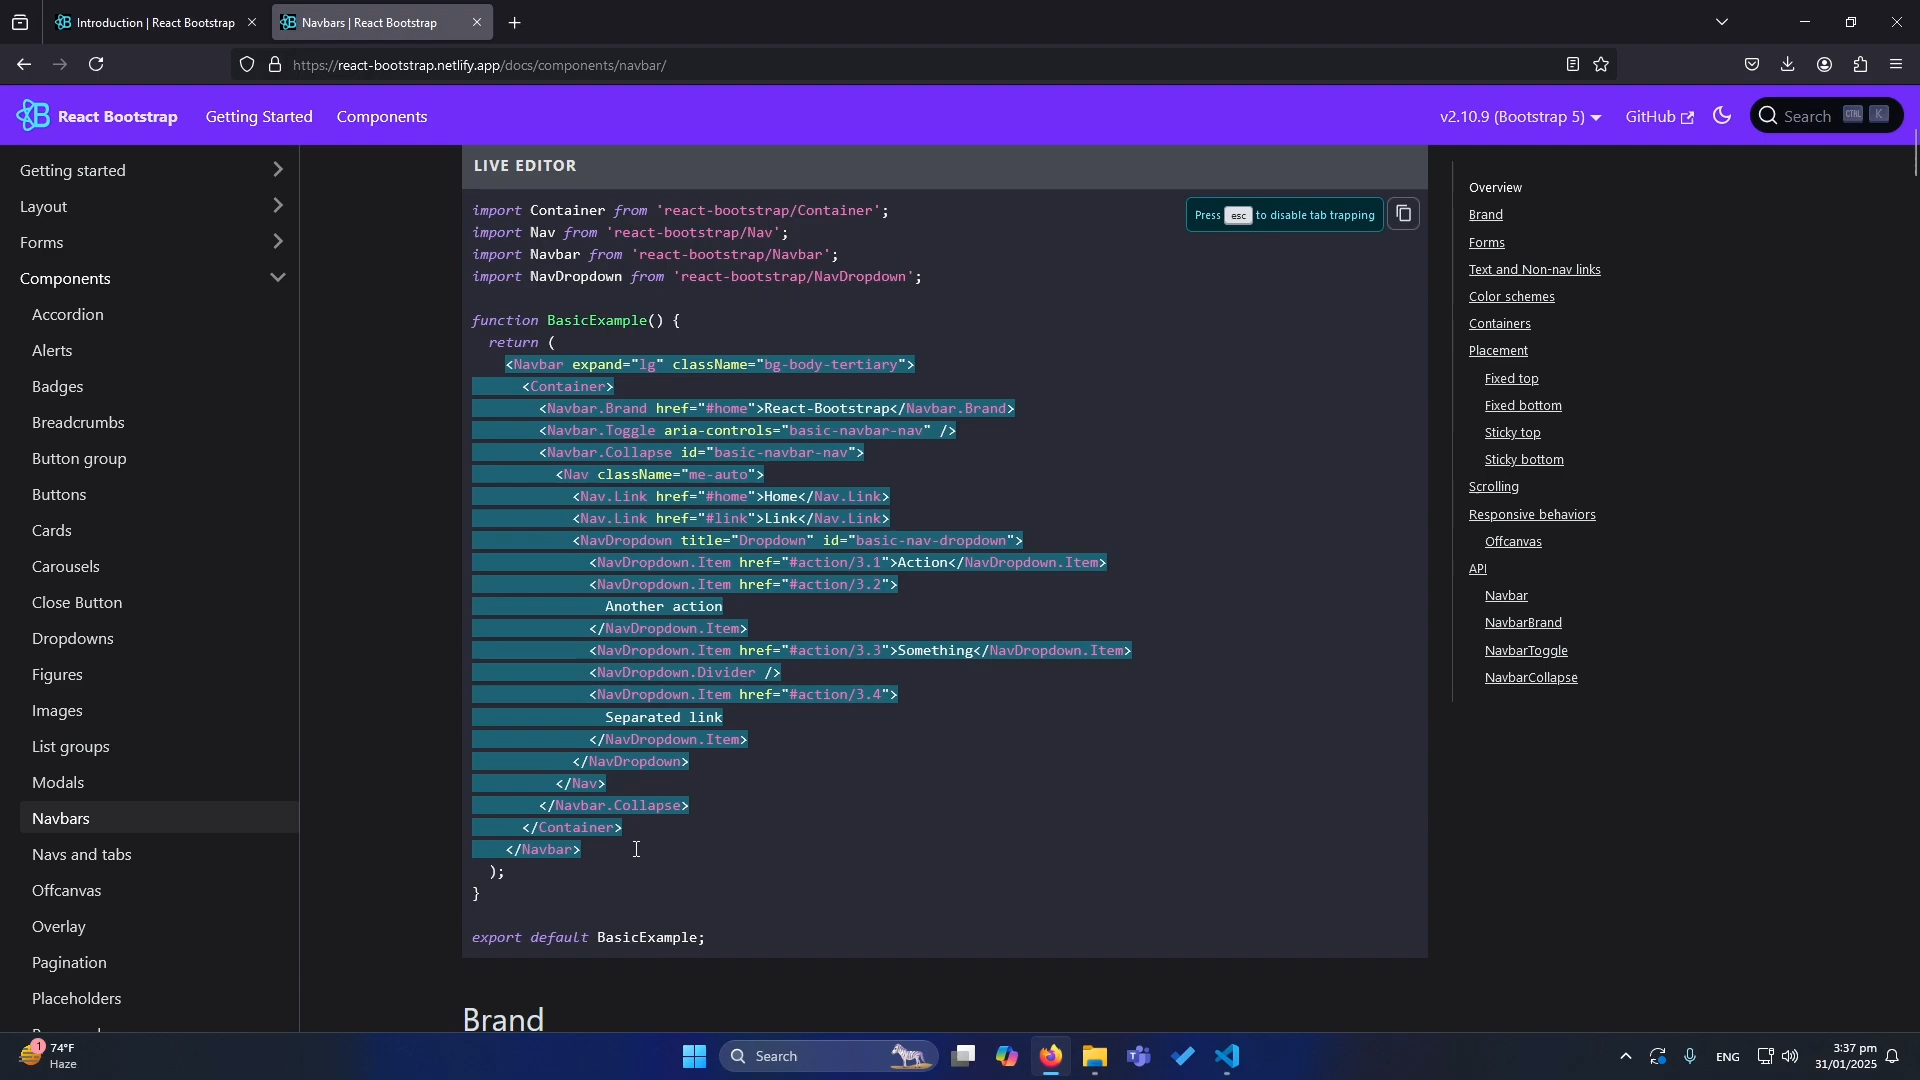 Introduction | React Bootstrap
Navbars | React Bootstrap
https://react-bootstrap.netlify.app/docs/components/navbar/
React Bootstrap
Getting Started
Components
v2.10.9 (Bootstrap 5)
GitHub
Search
CTRL
K
Getting started
Layout
Forms
Components
Accordion
Alerts
Badges
Breadcrumbs
Button group
Buttons
Cards
Carousels
Close Button
Dropdowns
Figures
Images
List groups
Modals
Navbars
Navs and tabs
Offcanvas
Overlay
Pagination
Placeholders
LIVE EDITOR
Press esc to disable tab trapping
import Container from 'react-bootstrap/Container';
import Nav from 'react-bootstrap/Nav';
import Navbar from 'react-bootstrap/Navbar';
import NavDropdown from 'react-bootstrap/NavDropdown';
function BasicExample() {
return (
<Navbar expand="lg" className="bg-body-tertiary">
<Container>
<Navbar.Brand href="#home">React-Bootstrap</Navbar.Brand>
<Navbar.Toggle aria-controls="basic-navbar-nav" />
<Navbar.Collapse id="basic-navbar-nav">
<Nav className="me-auto">
<Nav.Link href="#home">Home</Nav.Link>
<Nav.Link href="#link">Link</Nav.Link>
<NavDropdown title="Dropdown" id="basic-nav-dropdown">
<NavDropdown.Item href="#action/3.1">Action</NavDropdown.Item>
<NavDropdown.Item href="#action/3.2">
Another action
</NavDropdown.Item>
<NavDropdown.Item href="#action/3.3">Something</NavDropdown.Item>
<NavDropdown.Divider />
<NavDropdown.Item href="#action/3.4">
Separated link
</NavDropdown.Item>
</NavDropdown>
</Nav>
</Navbar.Collapse>
</Container>
</Navbar>
);
}
export default BasicExample;
Brand
Overview
Brand
Forms
Text and Non-nav links
Color schemes
Containers
Placement
Fixed top
Fixed bottom
Sticky top
Sticky bottom
Scrolling
Responsive behaviors
Offcanvas
API
Navbar
NavbarBrand
NavbarToggle
NavbarCollapse
1
74°F
Haze
Search
ENG
3:37 pm
31/01/2025